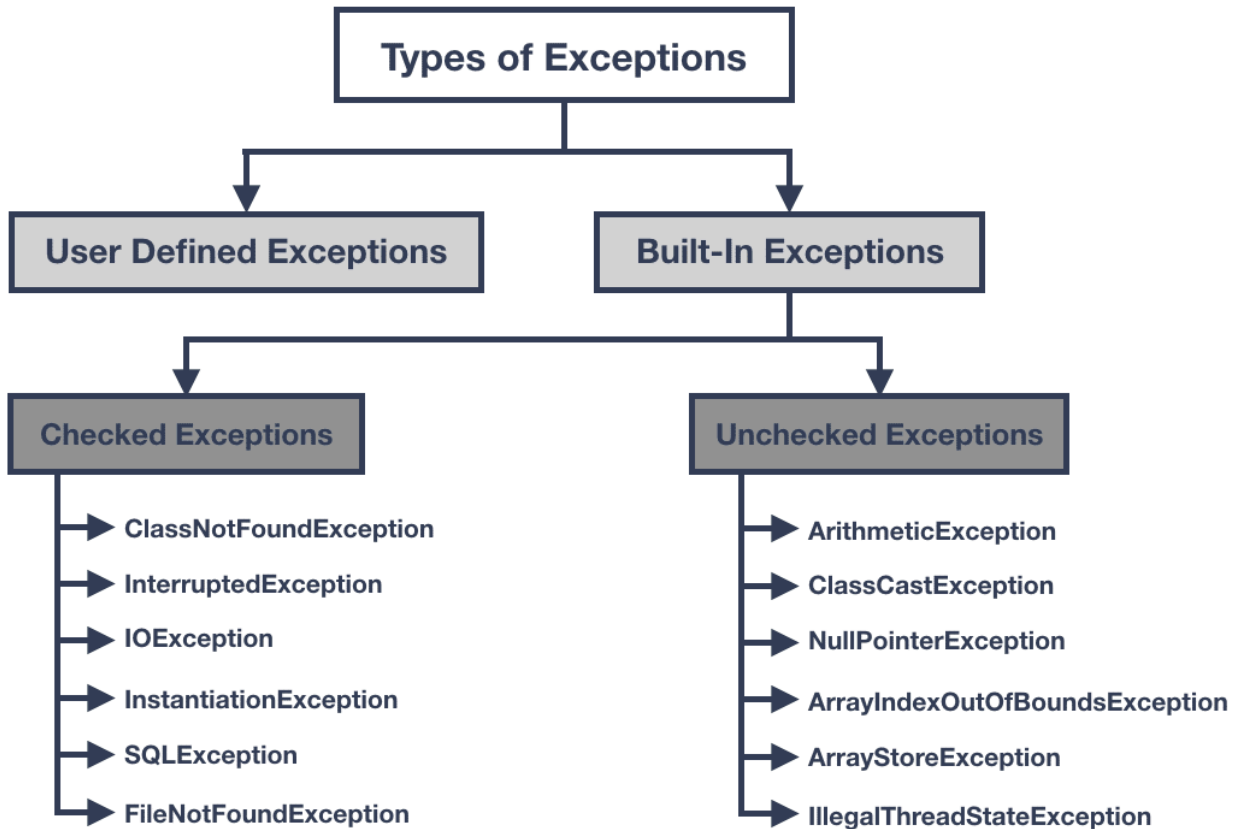 Types of Exceptions
User Defined Exceptions
Built-In Exceptions
Checked Exceptions
ClassNotFoundException
InterruptedException
IOException
InstantiationException
SQLException
FileNotFoundException
Unchecked Exceptions
ArithmeticException
ClassCastException
NullPointerException
ArrayIndexOutOfBoundsException
ArrayStoreException
IllegalThreadStateException